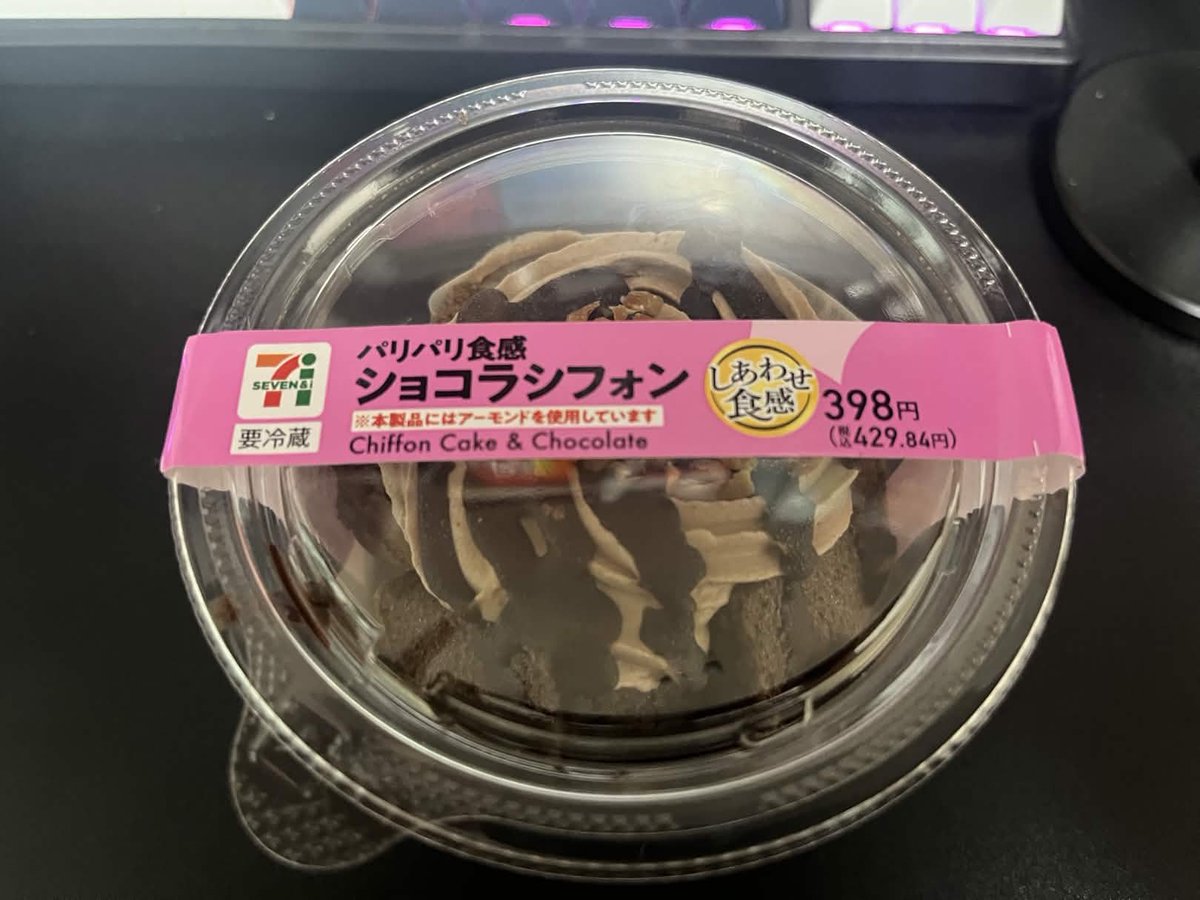 7i
SEVEN&i
要冷蔵
パリパリ食感
ショコラシフォン
※本製品にはアーモンドを使用しています
Chiffon Cake & Chocolate
しあわせ
食感
398円
(税込429.84円)